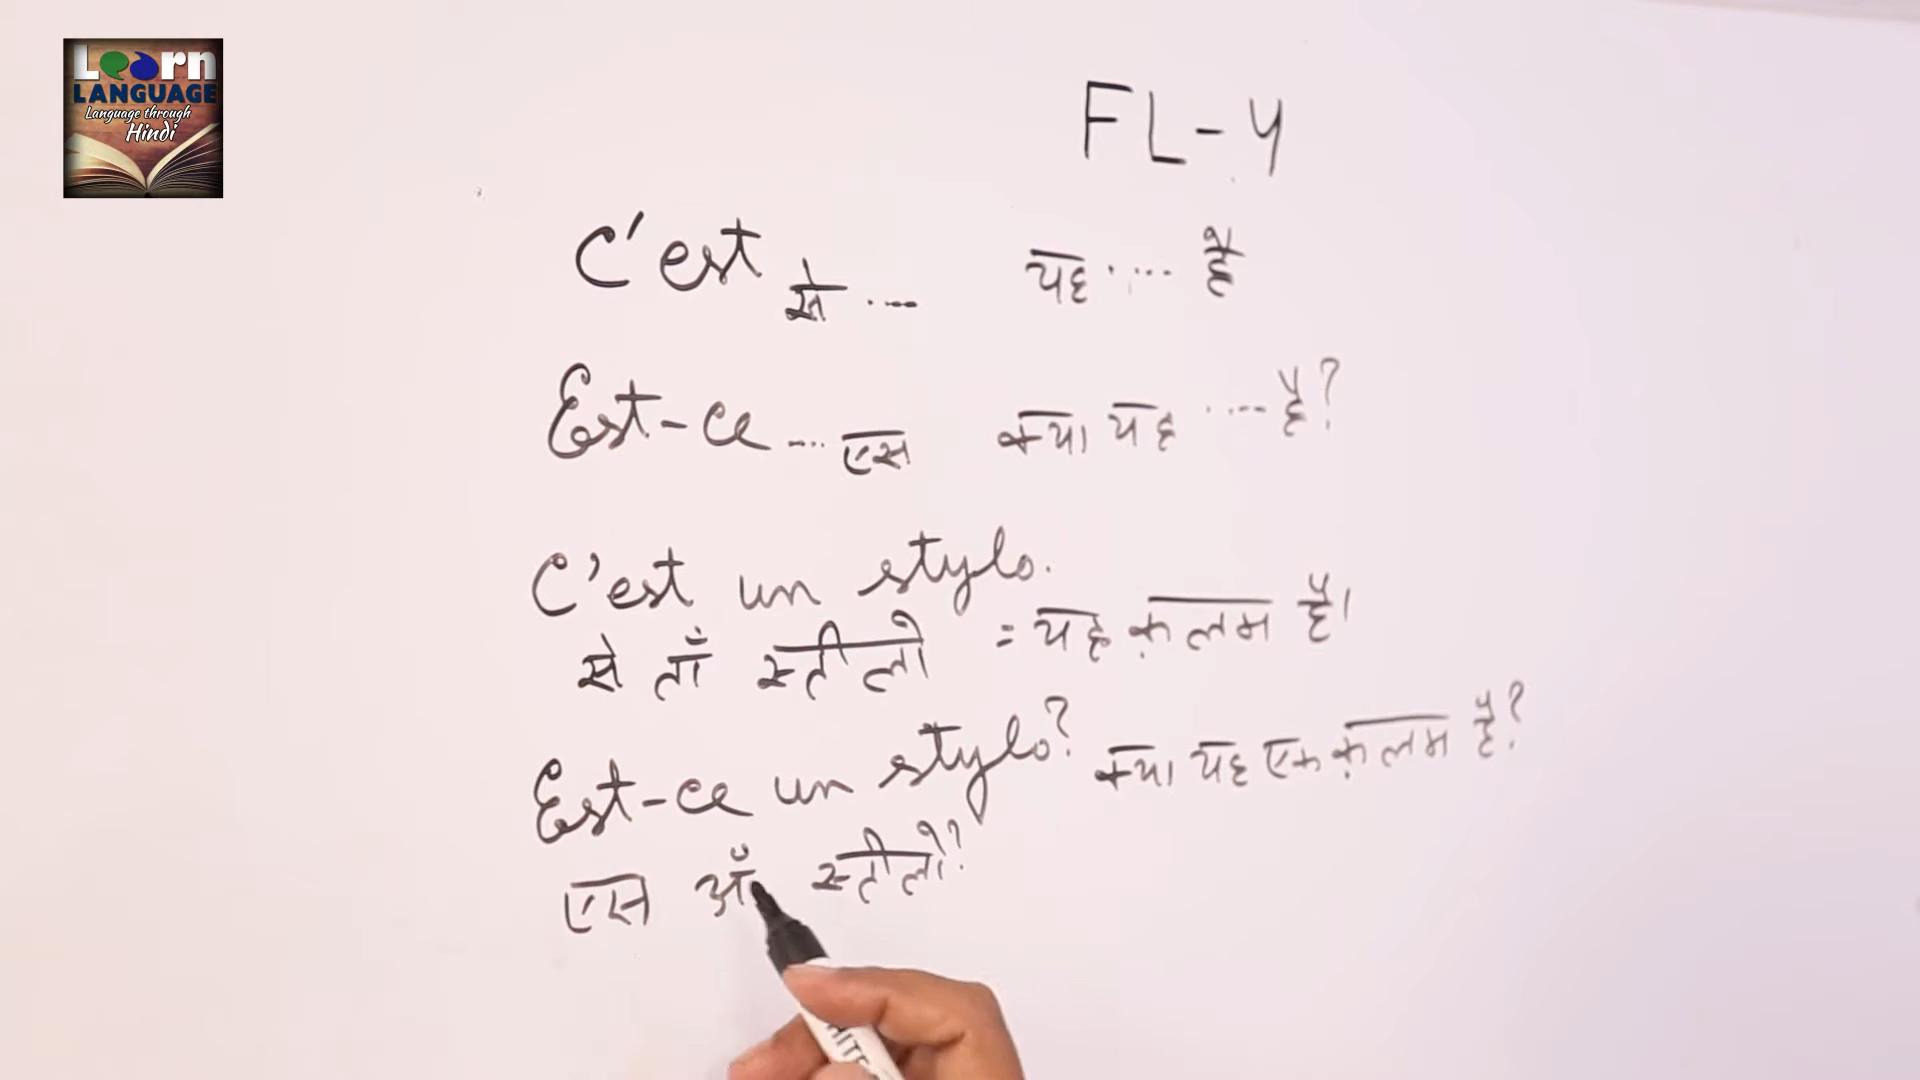 Learn
LANGUAGE
Language through
Hindi
FL-4
C'est से .... यह .... है
Est-ce .... एस क्या यह .... है?
C'est un stylo.
से ताँ स्तीलो = यह क़लम है।
Est-ce un stylo? क्या यह एक क़लम है?
एस आँ स्तीलो?